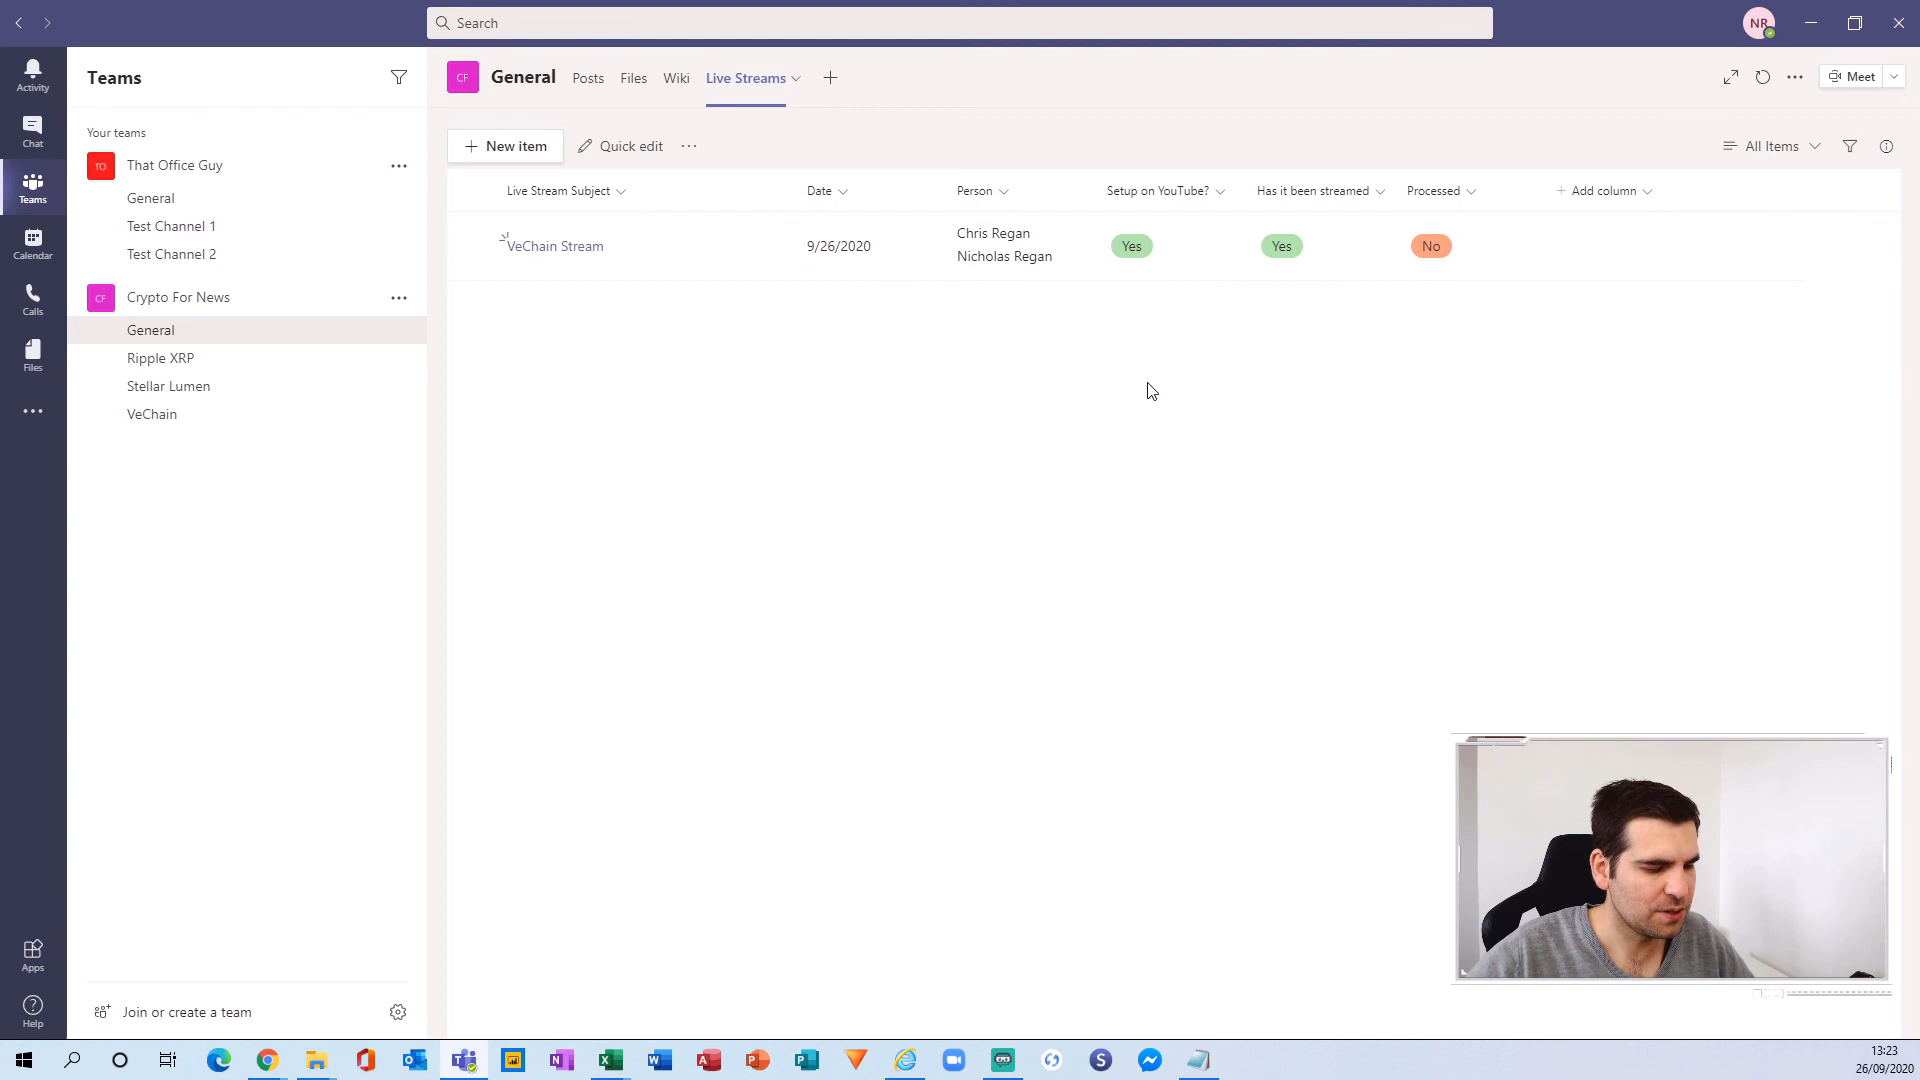 Search
NR
Activity
Chat
Teams
Calendar
Calls
Files
Apps
Help
Teams
Your teams
TO That Office Guy
General
Test Channel 1
Test Channel 2
CF Crypto For News
General
Ripple XRP
Stellar Lumen
VeChain
Join or create a team
CF General Posts Files Wiki Live Streams
Meet
New item Quick edit
All Items
Live Stream Subject Date Person Setup on YouTube? Has it been streamed Processed Add column
VeChain Stream 9/26/2020 Chris Regan Yes Yes No
Nicholas Regan
13:23
26/09/2020